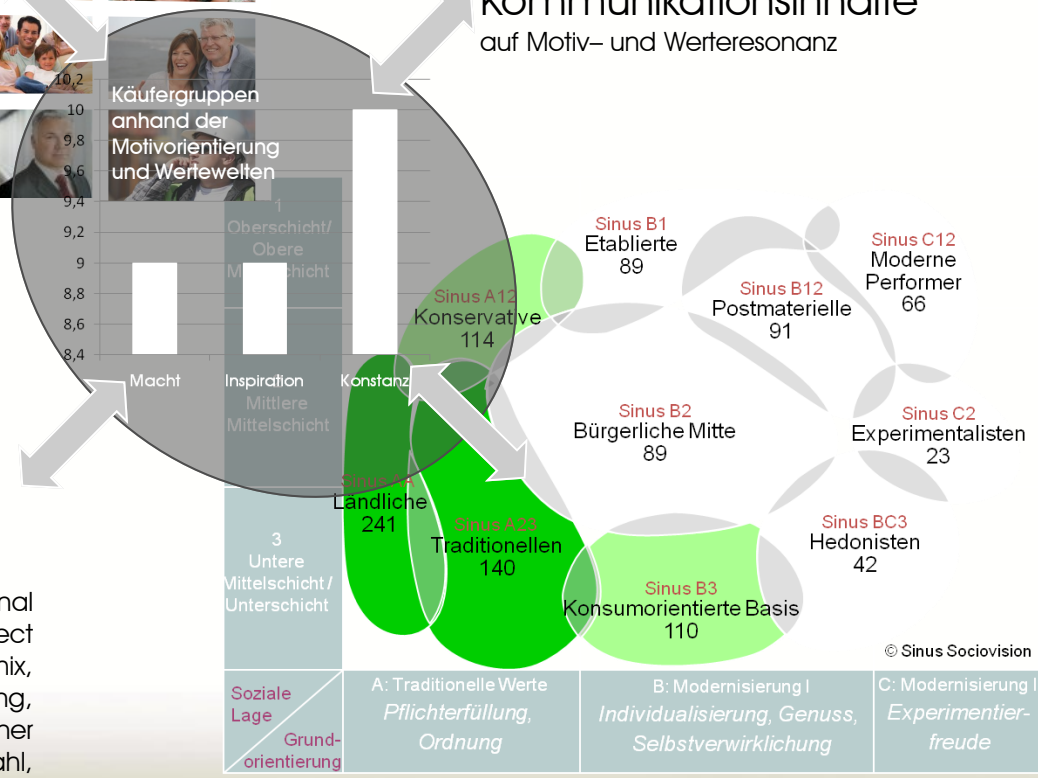 Kommunikationsinhalte
auf Motiv– und Werteresonanz
Käufergruppen
anhand der
Motivorientierung
und Wertewelten
10,2
10
9,8
9,6
9,4
9,2
9
8,8
8,6
8,4
Macht
Inspiration
Konstanz
1
Oberschicht/
Obere
Mittelschicht
Mittlere
Mittelschicht
3
Untere
Mittelschicht/
Unterschicht
Sinus B1
Etablierte
89
Sinus B12
Postmaterielle
91
Sinus C12
Moderne
Performer
66
Sinus A12
Konservative
114
Sinus B2
Bürgerliche Mitte
89
Sinus C2
Experimentalisten
23
Sinus AA
Ländliche
241
Sinus A23
Traditionellen
140
Sinus B3
Konsumorientierte Basis
110
Sinus BC3
Hedonisten
42
© Sinus Sociovision
Soziale
Lage
Grund-
orientierung
A: Traditionelle Werte
Pflichterfüllung,
Ordnung
B: Modernisierung I
Individualisierung, Genuss,
Selbstverwirklichung
C: Modernisierung I
Experimentier-
freude
nal
ect
nix,
ng,
ner
ahl,